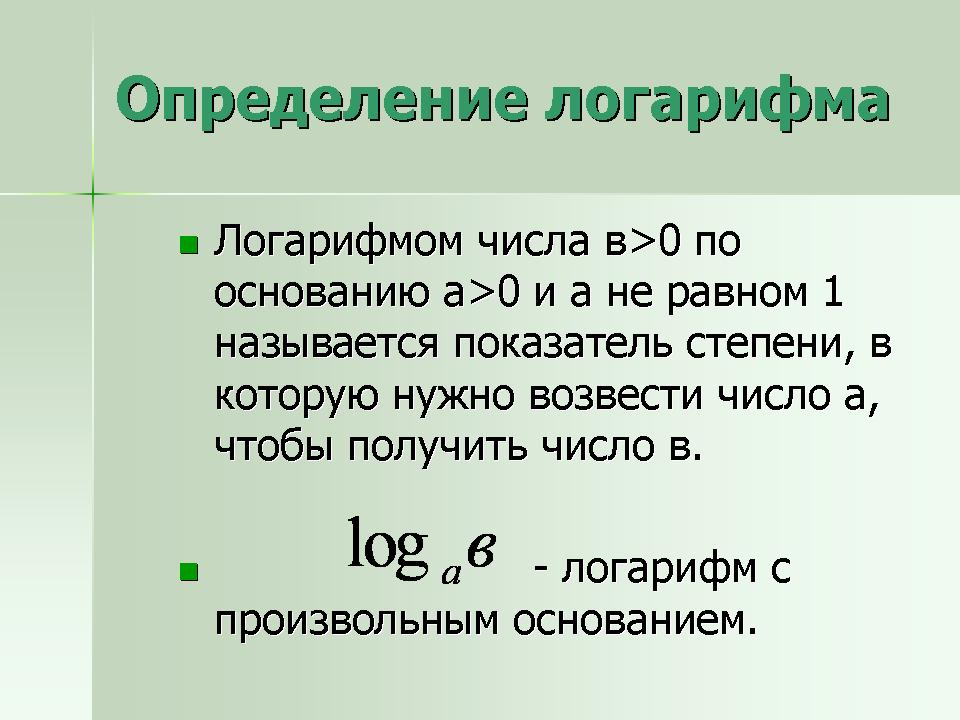 Определение логарифма
Логарифмом числа в>0 по
основанию а>0 и а не равном 1
называется показатель степени, в
которую нужно возвести число а,
чтобы получить число в.
log a в - логарифм с
произвольным основанием.